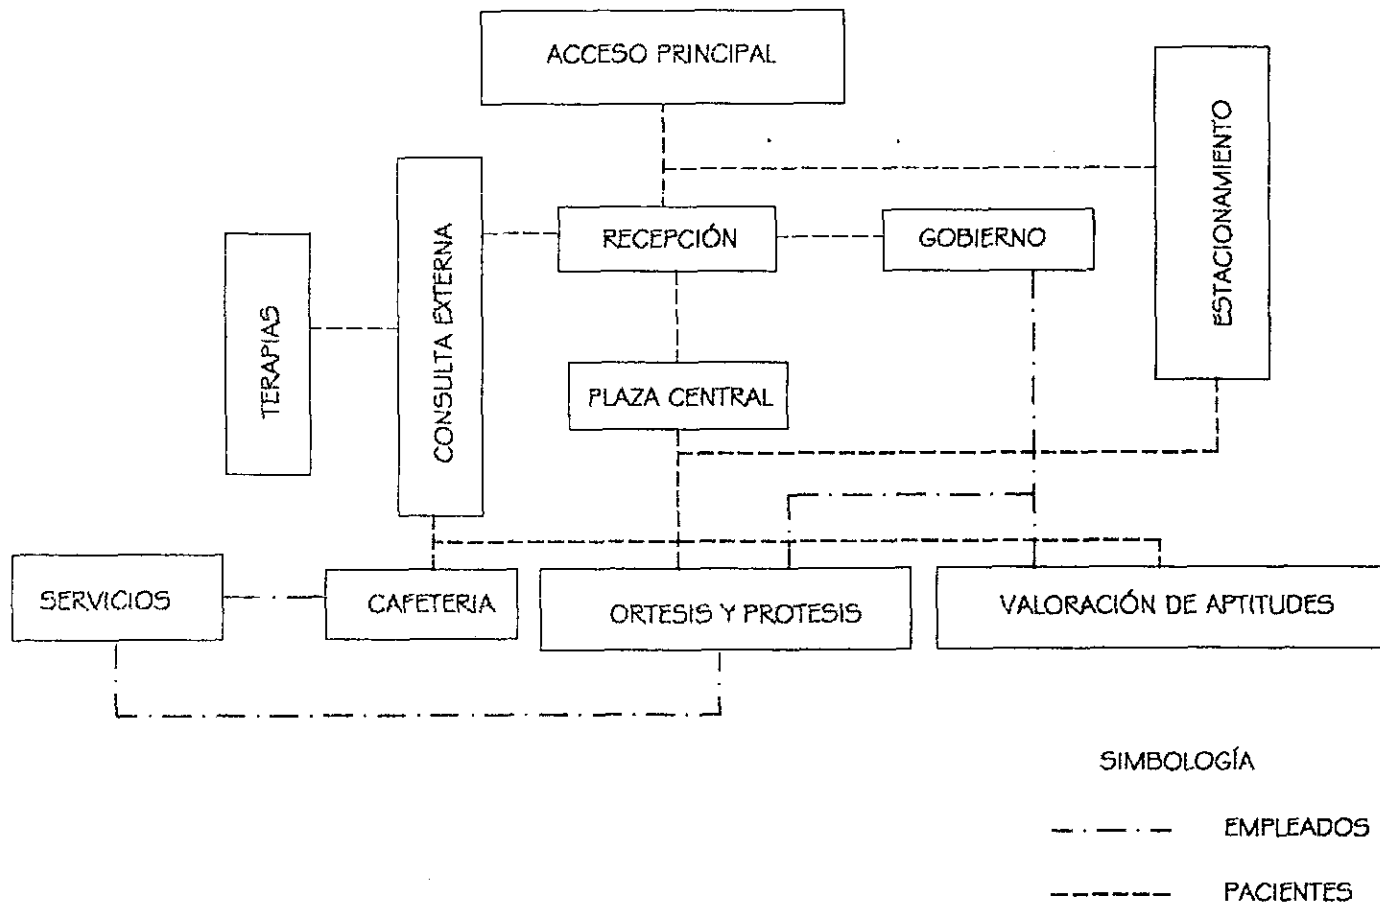 ACCESO PRINCIPAL
ESTACIONAMIENTO
RECEPCIÓN
GOBIERNO
CONSULTA EXTERNA
TERAPIAS
PLAZA CENTRAL
SERVICIOS
CAFETERIA
ORTESIS Y PROTESIS
VALORACIÓN DE APTITUDES
SIMBOLOGÍA
EMPLEADOS
PACIENTES